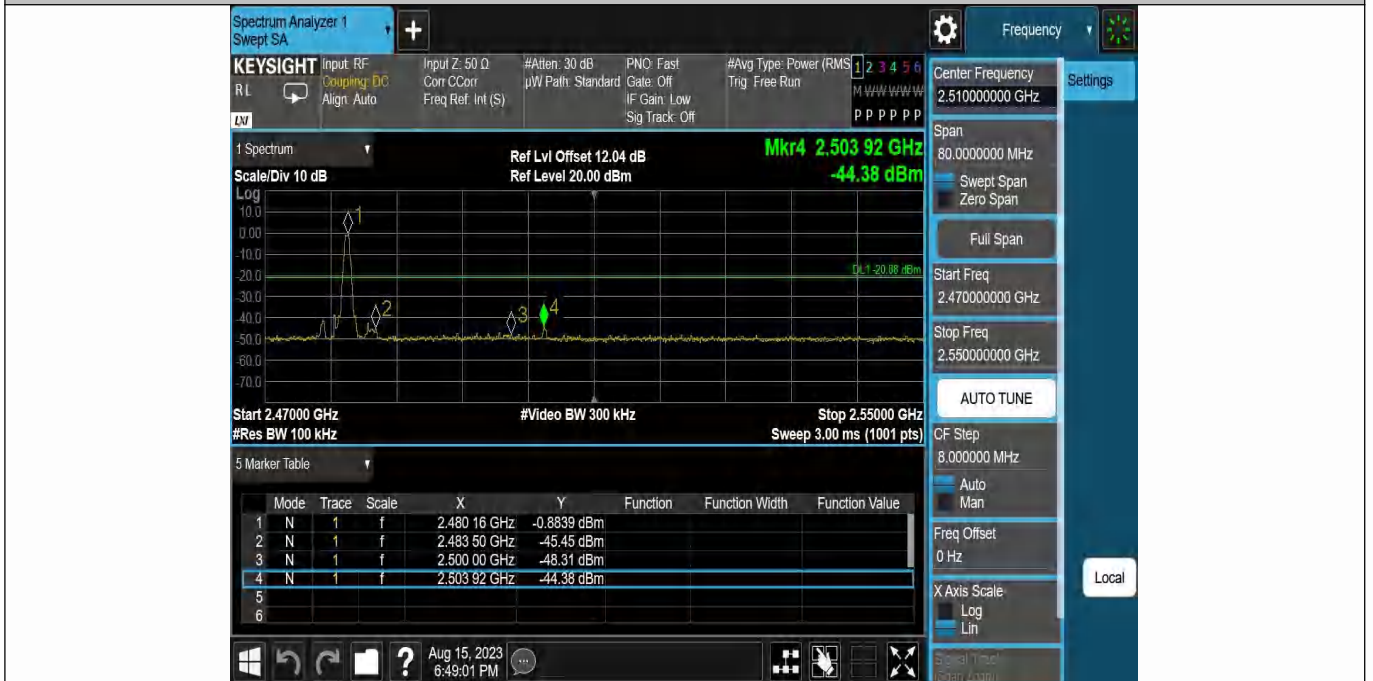 Spectrum Analyzer 1
Swept SA
+
Frequency
KEYSIGHT
RL
LXI
Input: RF
Coupling: DC
Align: Auto
Input Z: 50 Ω
Corr CCorr
Freq Ref: Int (S)
#Atten: 30 dB
µW Path: Standard
PNO: Fast
Gate: Off
IF Gain: Low
Sig Track: Off
#Avg Type: Power (RMS
Trig: Free Run
1 2 3 4 5 6
M W W W W W
P P P P P P
Center Frequency
2.510000000 GHz
Settings
Span
80.0000000 MHz
Swept Span
Zero Span
Full Span
Start Freq
2.470000000 GHz
Stop Freq
2.550000000 GHz
AUTO TUNE
CF Step
8.000000 MHz
Auto
Man
Freq Offset
0 Hz
X Axis Scale
Log
Lin
Local
1 Spectrum
Scale/Div 10 dB
Ref Lvl Offset 12.04 dB
Ref Level 20.00 dBm
Mkr4 2.503 92 GHz
-44.38 dBm
Log
10.0
0.00
-10.0
-20.0
-30.0
-40.0
-50.0
-60.0
-70.0
1
2
3
4
Start 2.47000 GHz
#Res BW 100 kHz
#Video BW 300 kHz
Stop 2.55000 GHz
Sweep 3.00 ms (1001 pts)
5 Marker Table
Mode Trace Scale X Y Function Function Width Function Value
1 N 1 f 2.480 16 GHz -0.8839 dBm
2 N 1 f 2.483 50 GHz -45.45 dBm
3 N 1 f 2.500 00 GHz -48.31 dBm
4 N 1 f 2.503 92 GHz -44.38 dBm
5
6
?
Aug 15, 2023
6:49:01 PM